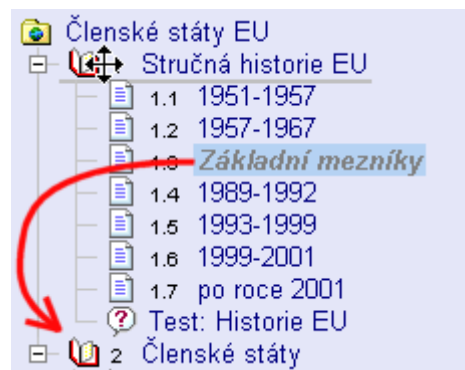 Členské státy EU
Stručná historie EU
1.1 1951-1957
1.2 1957-1967
1.3 Základní mezníky
1.4 1989-1992
1.5 1993-1999
1.6 1999-2001
1.7 po roce 2001
Test: Historie EU
2 Členské státy